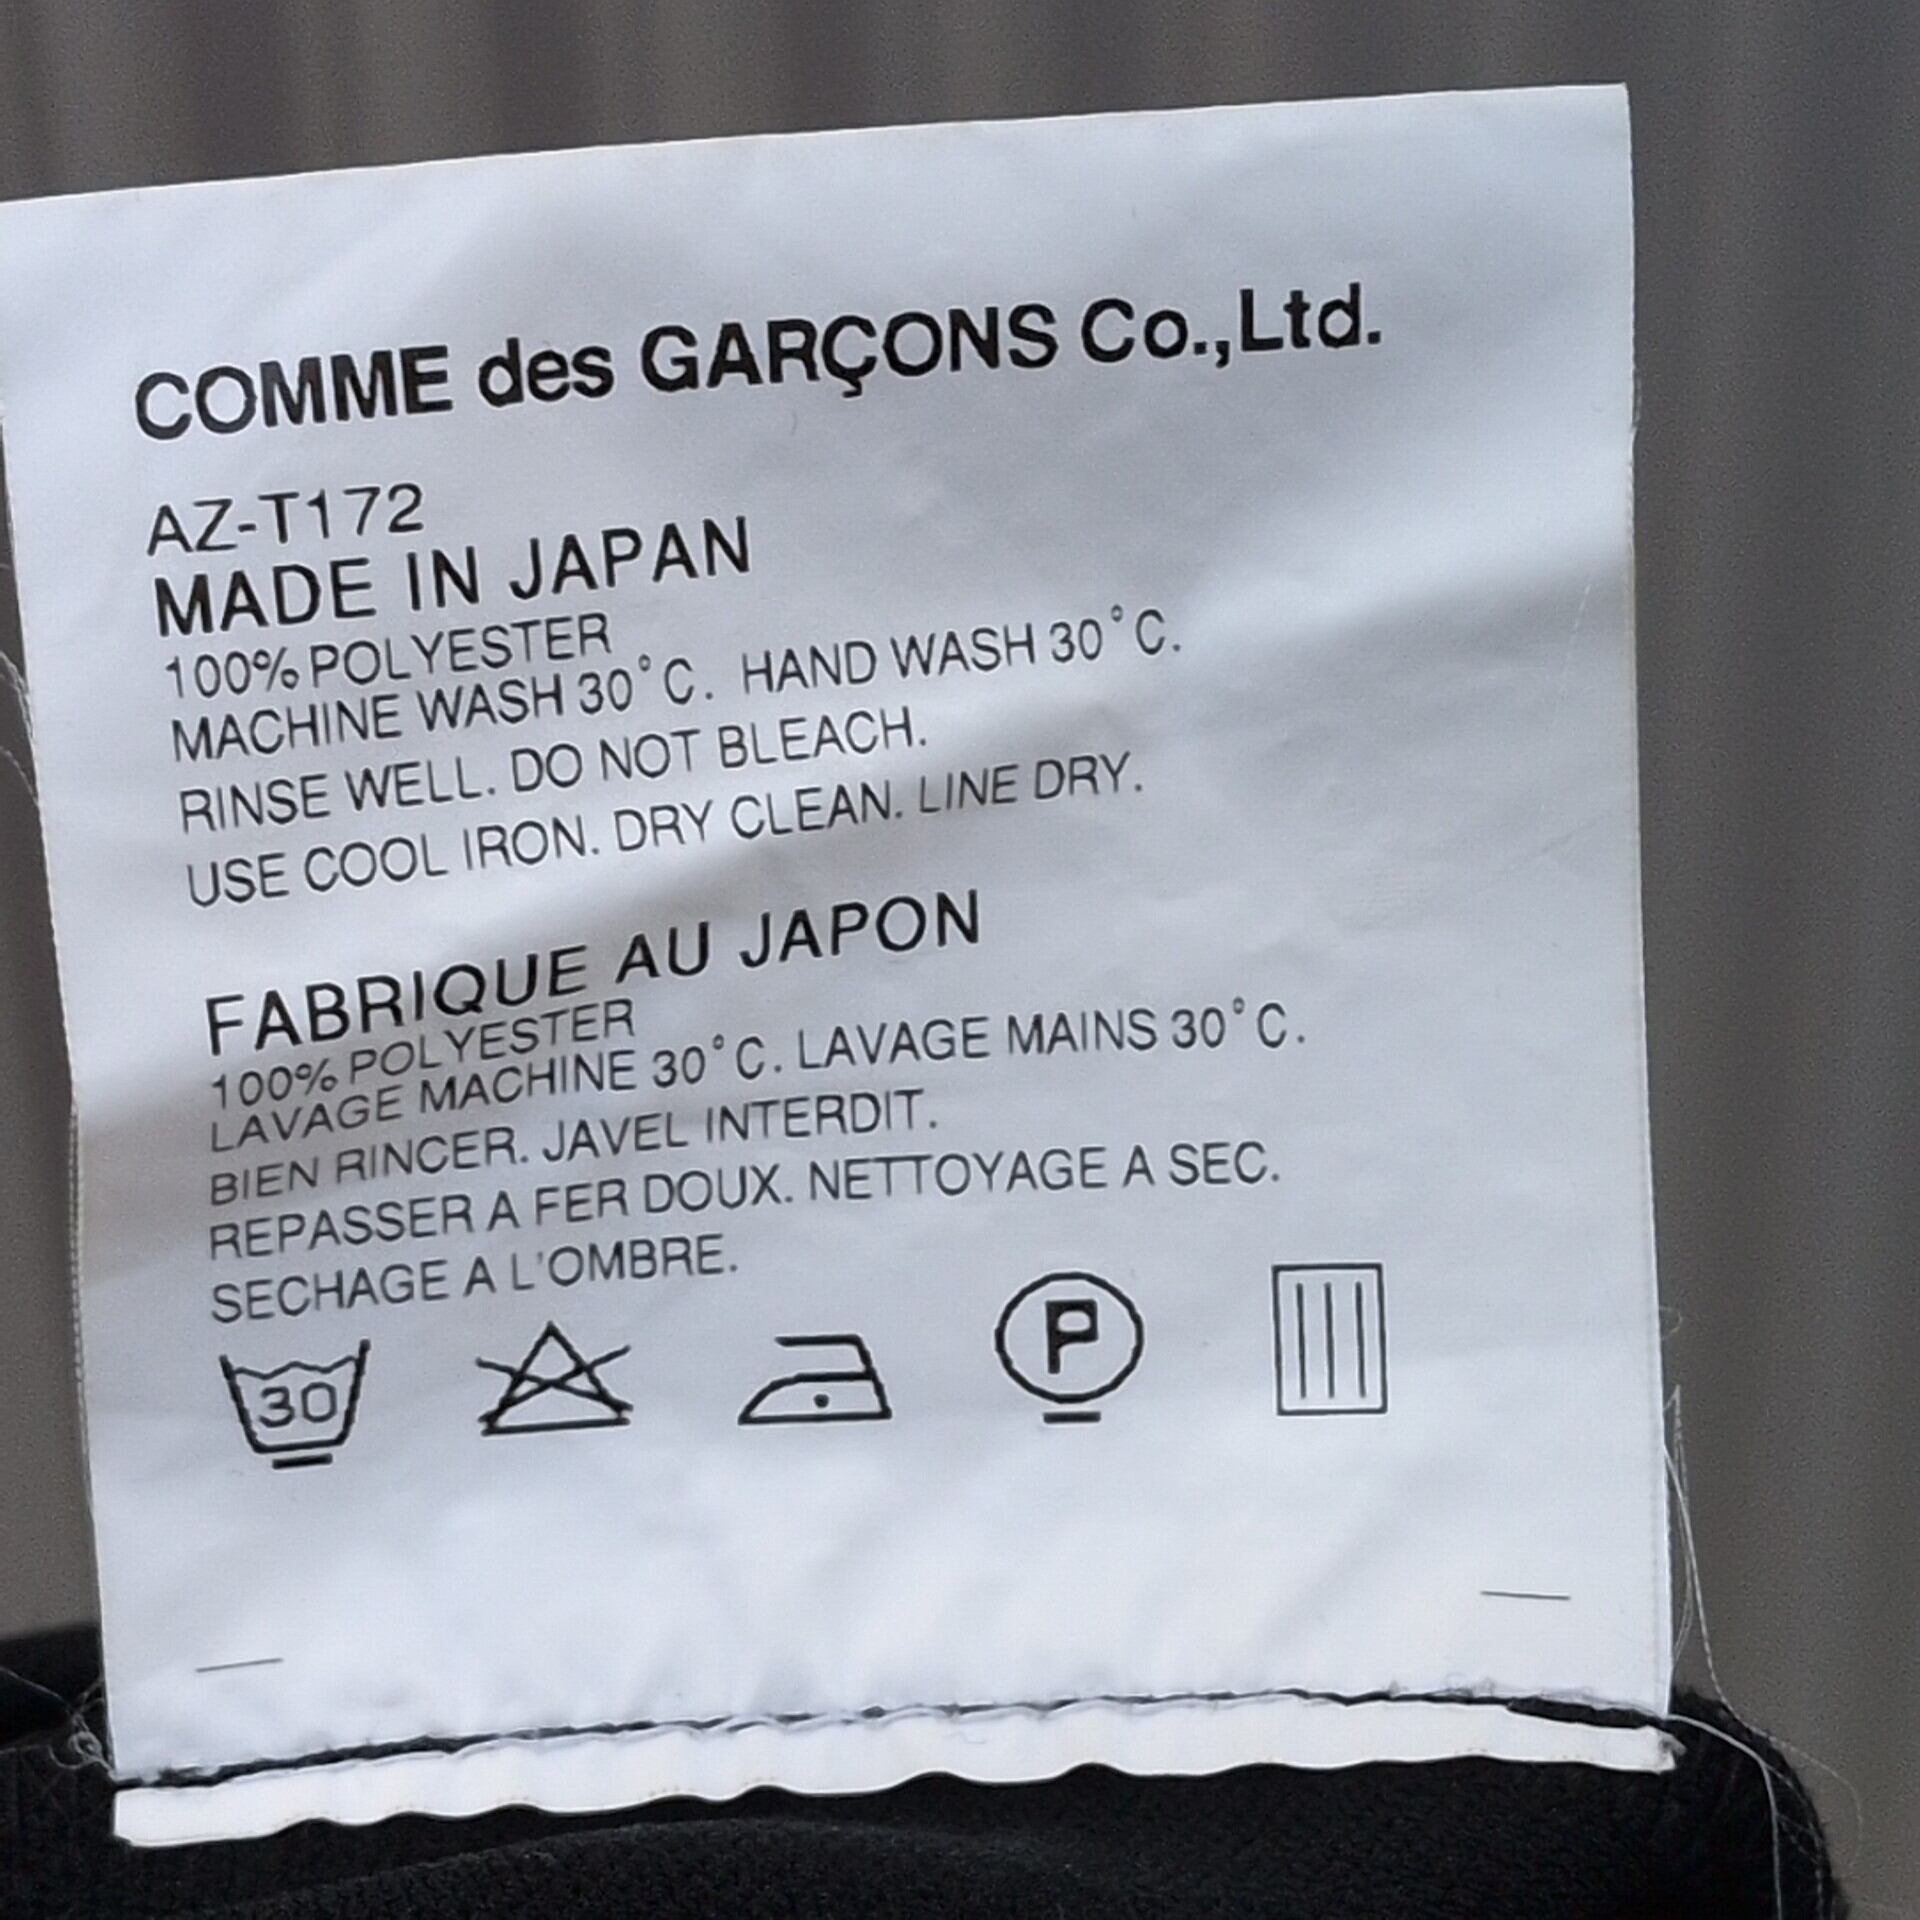 COMME des GARÇONS Co.,Ltd.
AZ-T172
MADE IN JAPAN
100% POLYESTER
MACHINE WASH 30°C. HAND WASH 30°C.
RINSE WELL. DO NOT BLEACH.
USE COOL IRON. DRY CLEAN. LINE DRY.
FABRIQUE AU JAPON
100% POLYESTER
LAVAGE MACHINE 30°C. LAVAGE MAINS 30°C.
BIEN RINCER. JAVEL INTERDIT.
REPASSER A FER DOUX. NETTOYAGE A SEC.
SECHAGE A L'OMBRE.
30 P